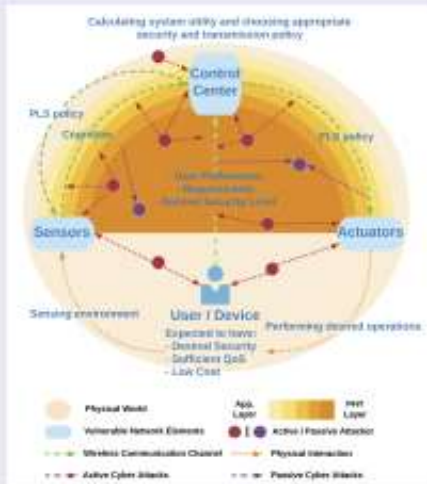 Calculating system utility and choosing appropriate
security and transmission policy
Control
Center
PLS policy
Cognition
PLS policy
User Preferences
Requirements
Desired Security Level
Sensors
Actuators
User / Device
Sensing environment
Expected to have:
- Desired Security
- Sufficient QoS
- Low Cost
Performing desired operations
Physical World
App.
Layer
PHY
Layer
Vulnerable Network Elements
Active / Passive Attacker
Wireless Communication Channel
Physical Interaction
Active Cyber Attacks
Passive Cyber Attacks